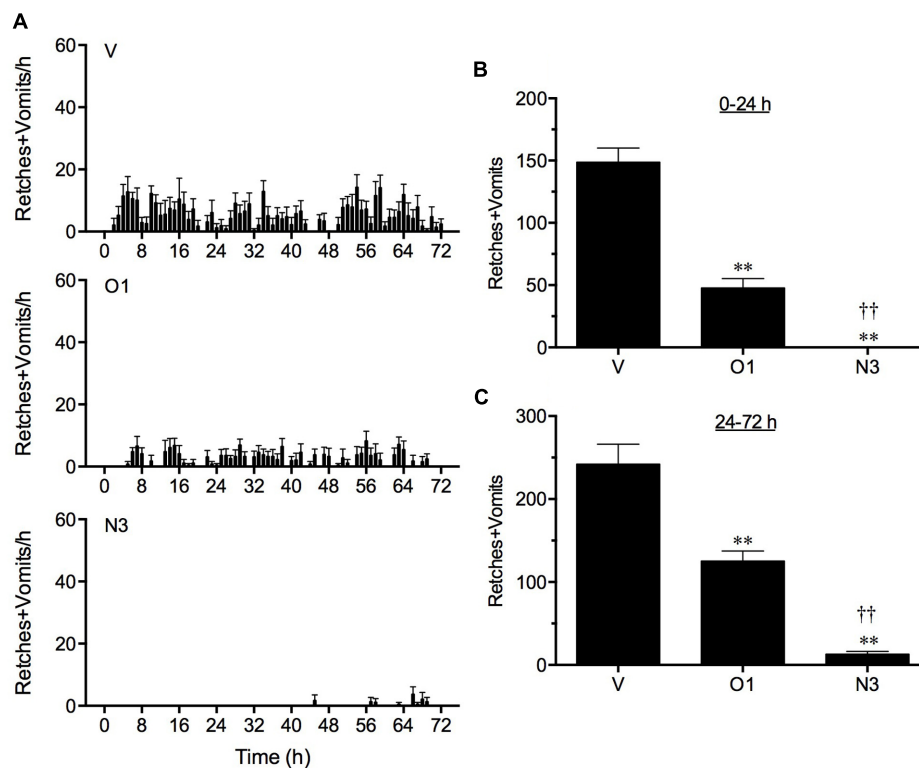 A
V
Retches+Vomits/h
60
40
20
0
0 8 16 24 32 40 48 56 64 72
O1
Retches+Vomits/h
60
40
20
0
0 8 16 24 32 40 48 56 64 72
N3
Retches+Vomits/h
60
40
20
0
0 8 16 24 32 40 48 56 64 72
Time (h)
B
0-24 h
Retches+Vomits
200
150
100
50
0
**
††
**
V O1 N3
C
24-72 h
Retches+Vomits
300
200
100
0
**
††
**
V O1 N3